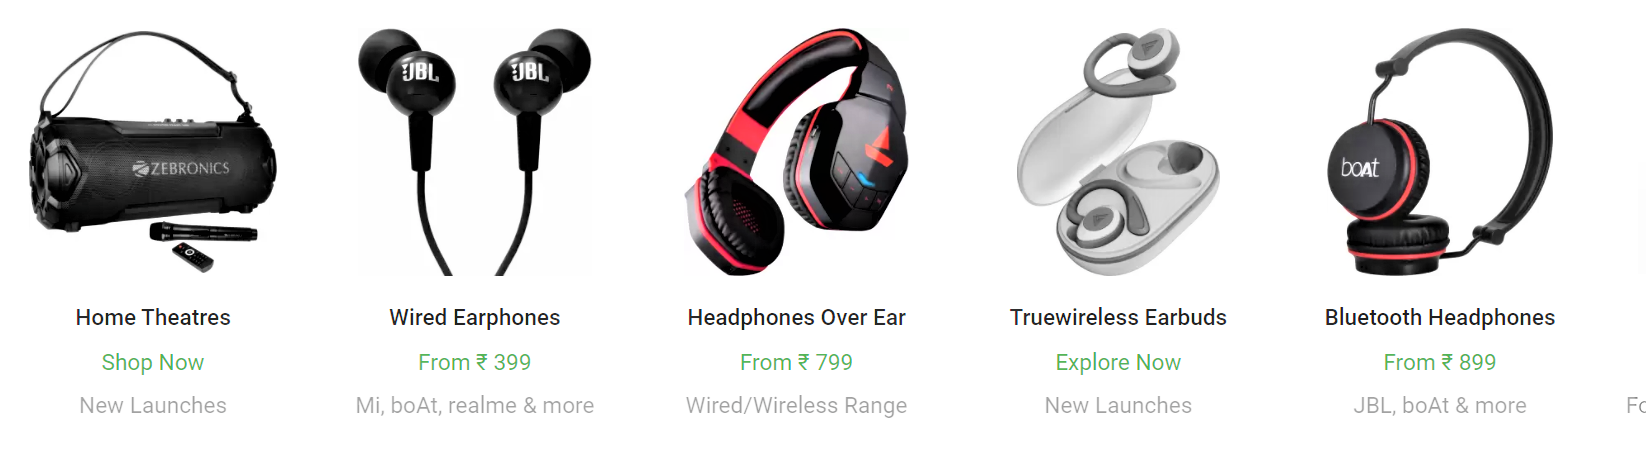 ZEBRONICS
JBL
JBL
boAt
Home Theatres
Wired Earphones
Headphones Over Ear
Truewireless Earbuds
Bluetooth Headphones
Shop Now
From ₹ 399
From ₹ 799
Explore Now
From ₹ 899
New Launches
Mi, boAt, realme & more
Wired/Wireless Range
New Launches
JBL, boAt & more